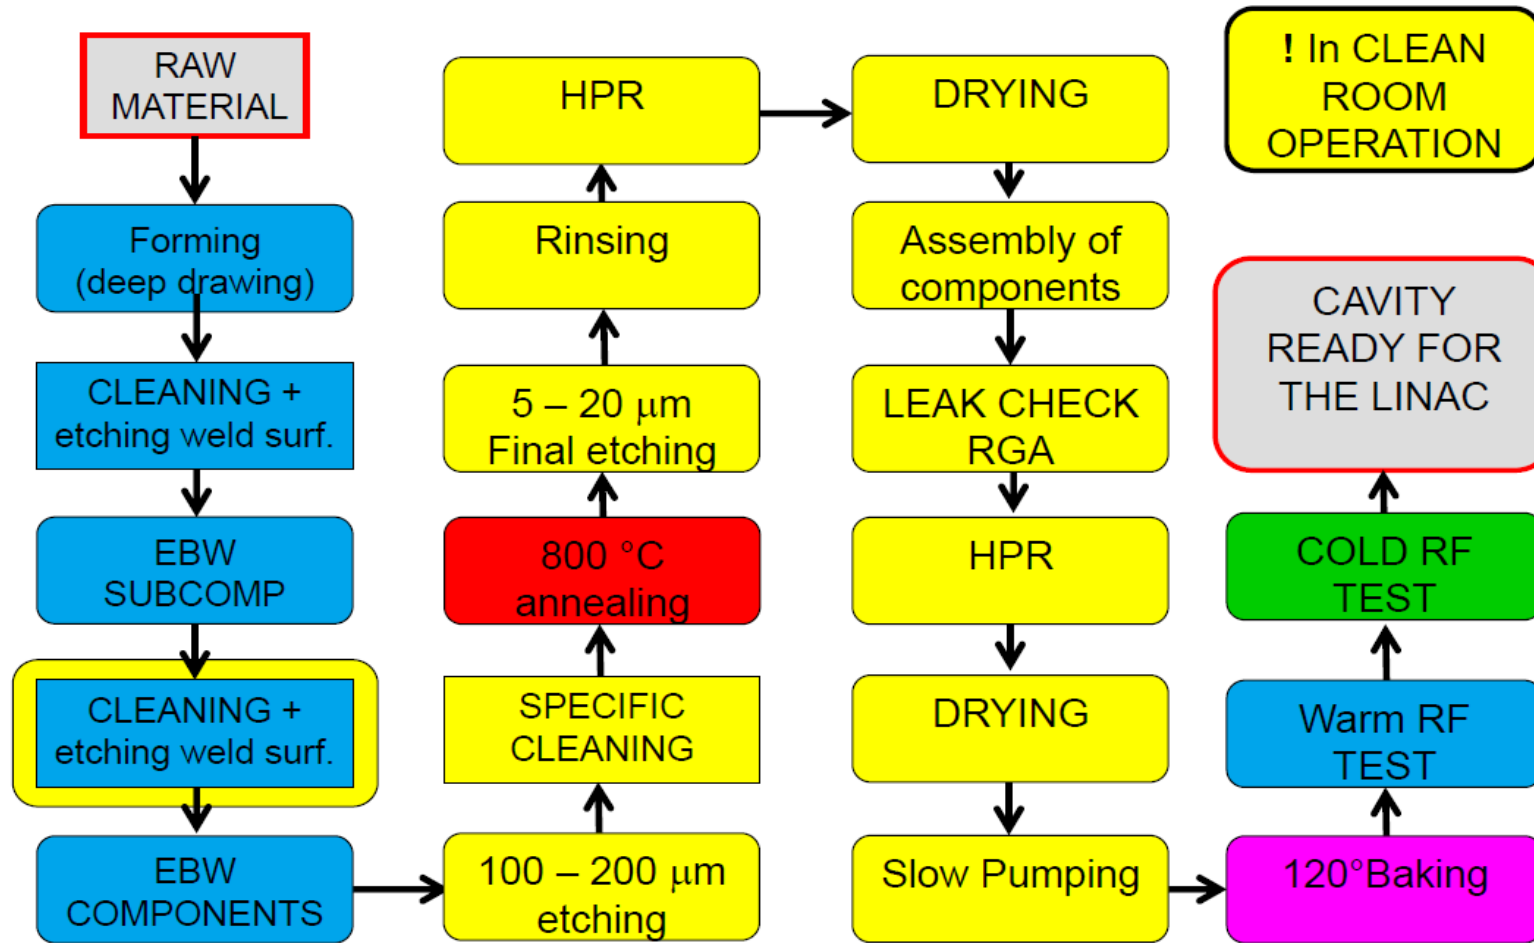 RAW
MATERIAL
Forming
(deep drawing)
CLEANING +
etching weld surf.
EBW
SUBCOMP
CLEANING +
etching weld surf.
EBW
COMPONENTS
100 – 200 μm
etching
SPECIFIC
CLEANING
800 °C
annealing
5 – 20 μm
Final etching
Rinsing
HPR
DRYING
Assembly of
components
LEAK CHECK
RGA
HPR
DRYING
Slow Pumping
120°Baking
Warm RF
TEST
COLD RF
TEST
CAVITY
READY FOR
THE LINAC
! In CLEAN
ROOM
OPERATION